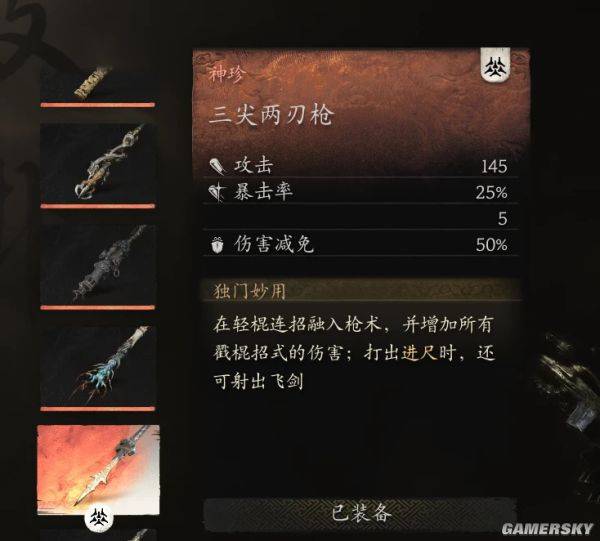 神珍
三尖两刃枪
攻击 145
暴击率 25%
5
伤害减免 50%
独门妙用
在轻棍连招融入枪术，并增加所有
戳棍招式的伤害；打出进尺时，还
可射出飞剑
已装备
GAMERSKY